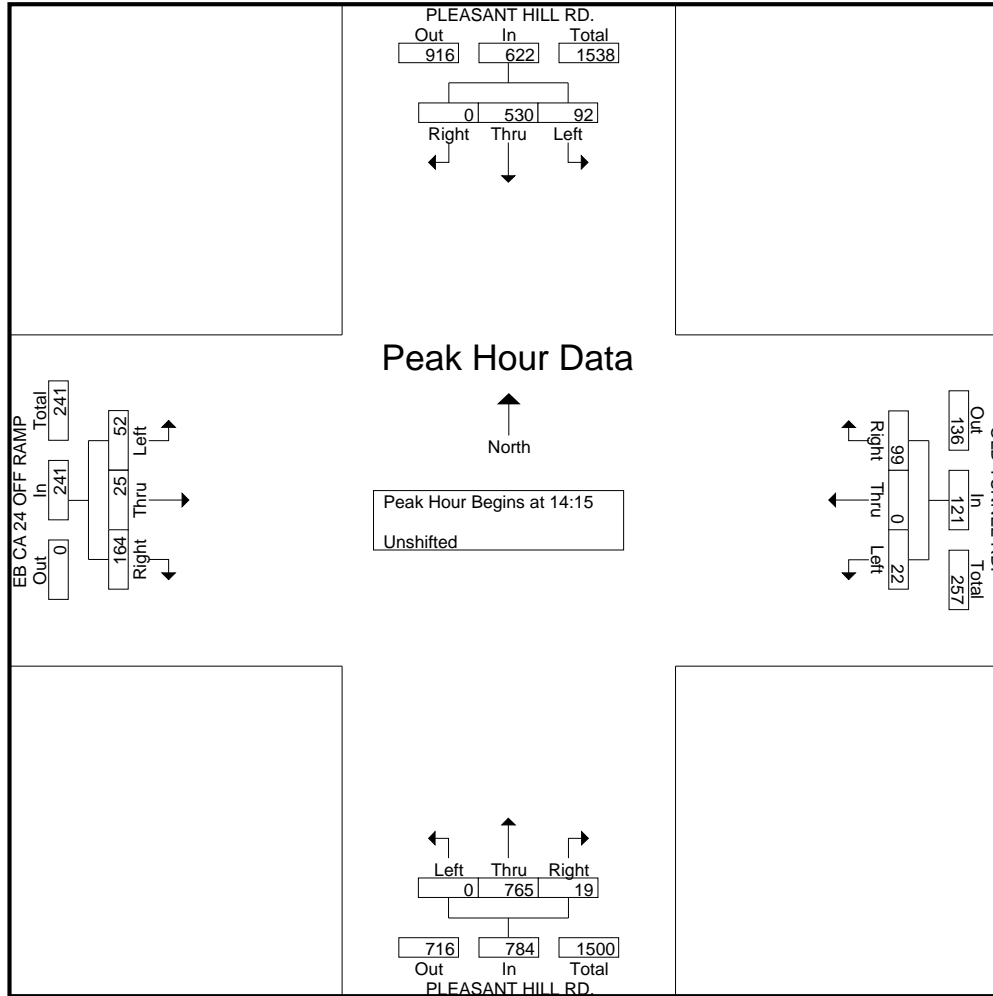 PLEASANT HILL RD.
Out In Total
916 622 1538
0 530 92
Right Thru Left
Peak Hour Data
North
Peak Hour Begins at 14:15
Unshifted
EB CA 24 OFF RAMP
Total In Out
241 241 0
52 25 164
Left Thru Right
Right Thru Left
99 0 22
Out In Total
136 121 257
Left Thru Right
0 765 19
716 784 1500
Out In Total
PLEASANT HILL RD.